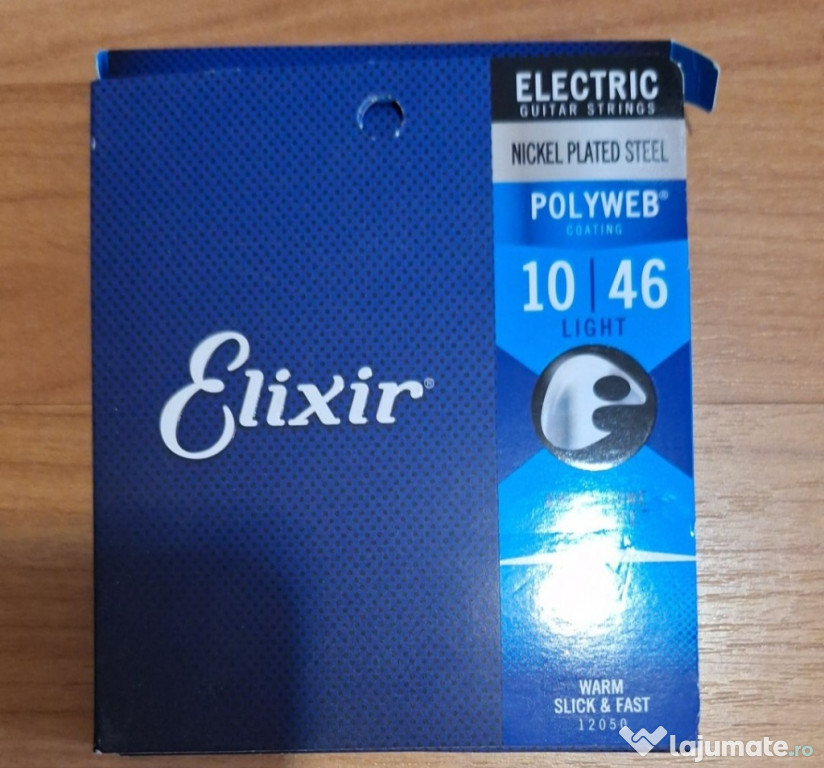 ELECTRIC
GUITAR STRINGS
NICKEL PLATED STEEL
POLYWEB®
COATING
10 | 46
LIGHT
Elixir®
WARM
SLICK & FAST
12050
lajumate.ro